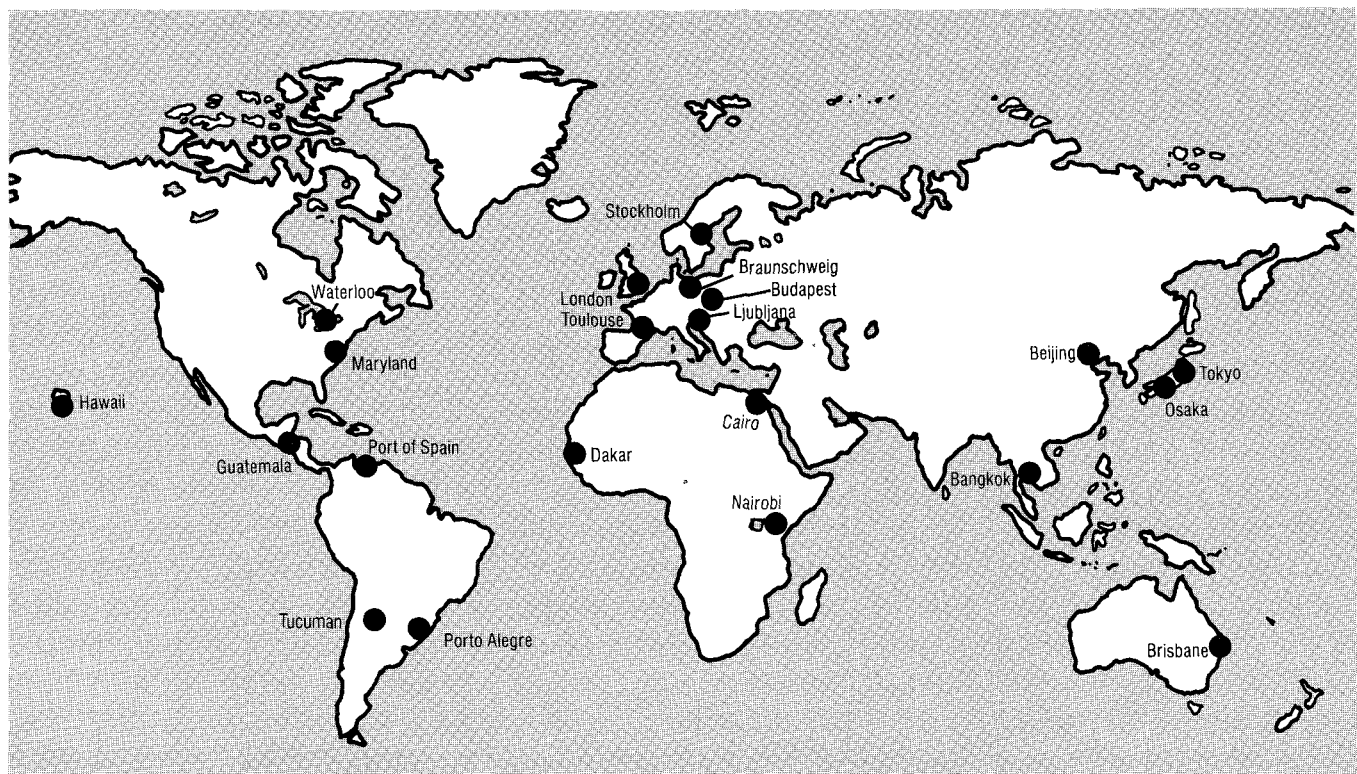 Stockholm
Braunschweig
Budapest
London
Ljubljana
Toulouse
Waterloo
Maryland
Hawaii
Guatemala
Port of Spain
Dakar
Cairo
Nairobi
Beijing
Tokyo
Osaka
Bangkok
Tucuman
Porto Alegre
Brisbane